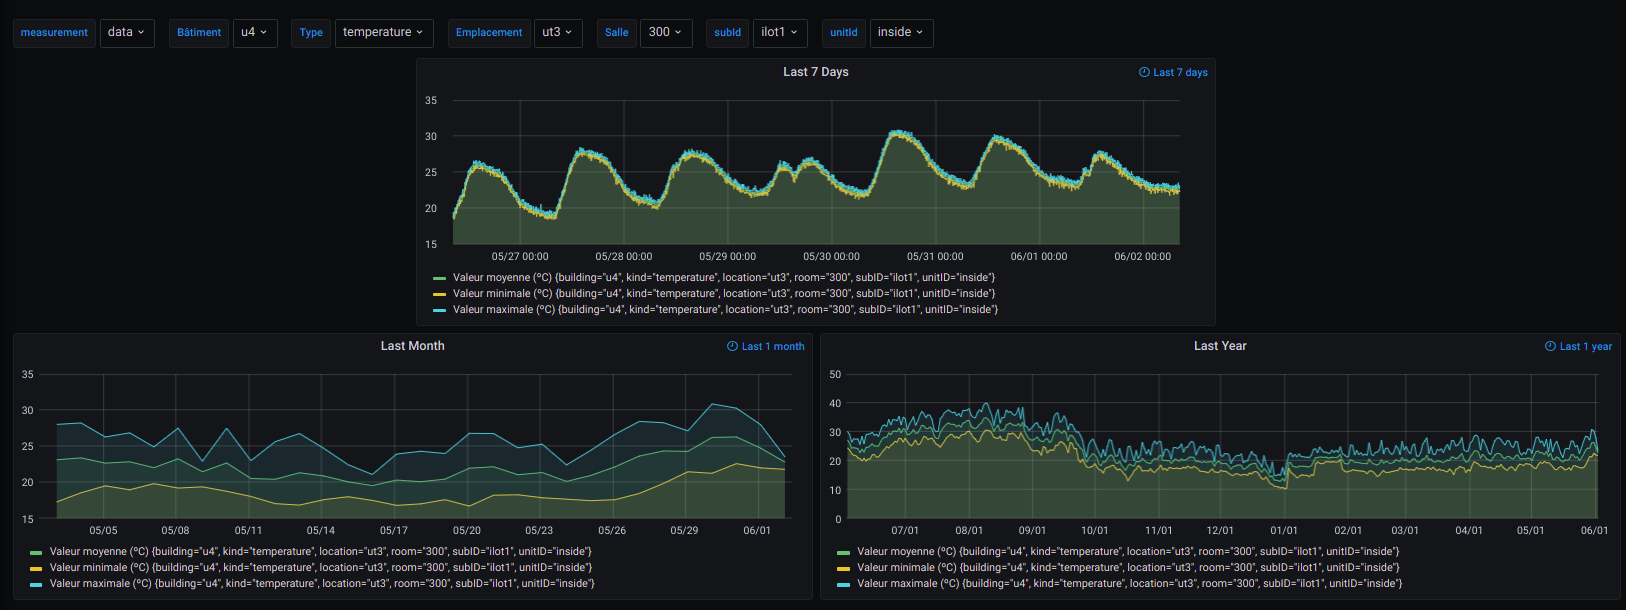 measurement data Bâtiment u4 Type temperature Emplacement ut3 Salle 300 subId ilot1 unitId inside
Last 7 Days
Last 7 days
35
30
25
20
15
05/27 00:00 05/28 00:00 05/29 00:00 05/30 00:00 05/31 00:00 06/01 00:00 06/02 00:00
Valeur moyenne (ºC) {building="u4", kind="temperature", location="ut3", room="300", subID="ilot1", unitID="inside"}
Valeur minimale (ºC) {building="u4", kind="temperature", location="ut3", room="300", subID="ilot1", unitID="inside"}
Valeur maximale (ºC) {building="u4", kind="temperature", location="ut3", room="300", subID="ilot1", unitID="inside"}
Last Month
Last 1 month
35
30
25
20
15
05/05 05/08 05/11 05/14 05/17 05/20 05/23 05/26 05/29 06/01
Valeur moyenne (ºC) {building="u4", kind="temperature", location="ut3", room="300", subID="ilot1", unitID="inside"}
Valeur minimale (ºC) {building="u4", kind="temperature", location="ut3", room="300", subID="ilot1", unitID="inside"}
Valeur maximale (ºC) {building="u4", kind="temperature", location="ut3", room="300", subID="ilot1", unitID="inside"}
Last Year
Last 1 year
50
40
30
20
10
0
07/01 08/01 09/01 10/01 11/01 12/01 01/01 02/01 03/01 04/01 05/01 06/01
Valeur moyenne (ºC) {building="u4", kind="temperature", location="ut3", room="300", subID="ilot1", unitID="inside"}
Valeur minimale (ºC) {building="u4", kind="temperature", location="ut3", room="300", subID="ilot1", unitID="inside"}
Valeur maximale (ºC) {building="u4", kind="temperature", location="ut3", room="300", subID="ilot1", unitID="inside"}